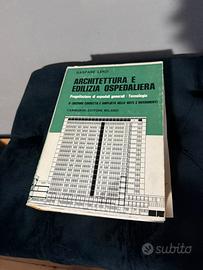 GASPARE LENZI
ARCHITETTURA E
EDILIZIA OSPEDALIERA
Progettazione di ospedali generali - Tecnologia
TAMBURINI EDITORE MILANO
subito